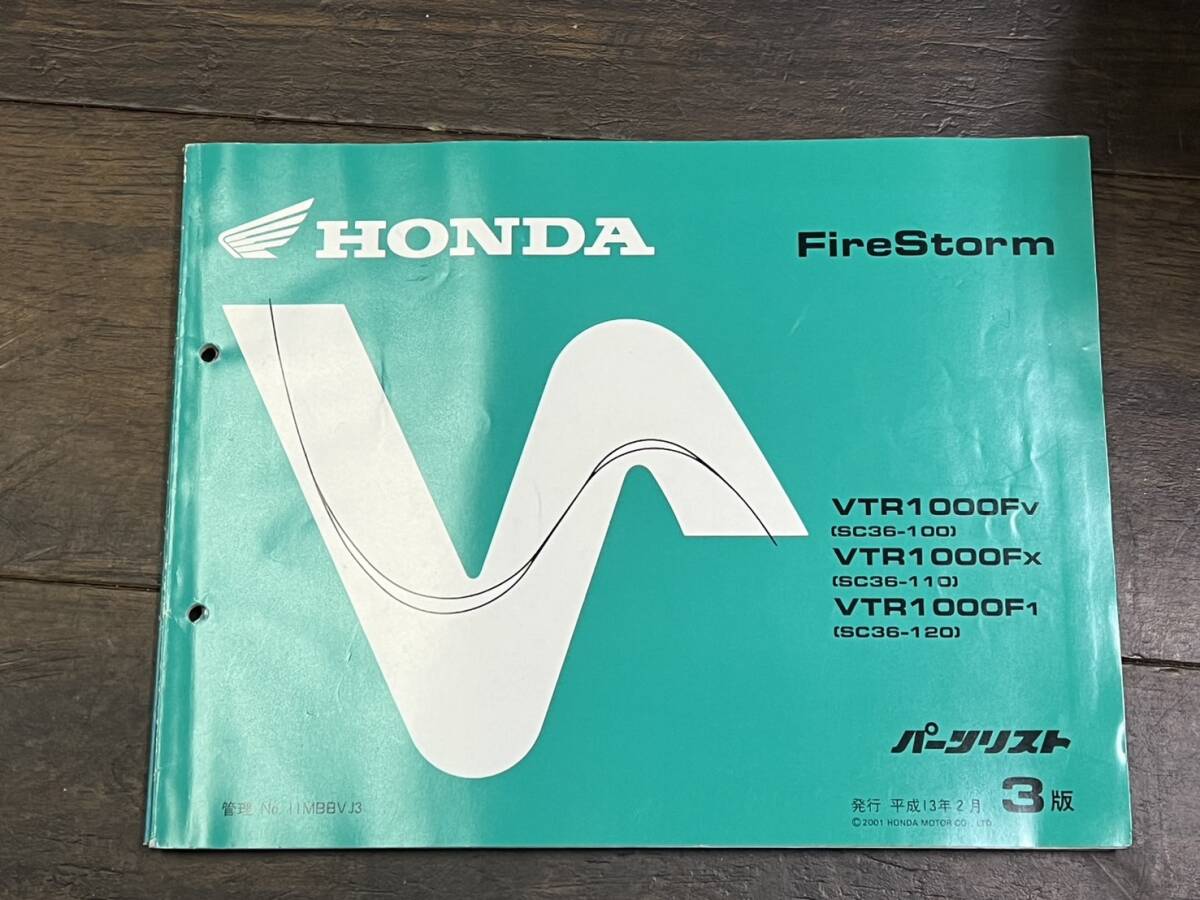 HONDA
FireStorm
VTR1000FV
(SC36-100)
VTR1000FX
(SC36-110)
VTR1000F1
(SC36-120)
パーツリスト
管理 No. 11MBBVJ3
発行 平成13年2月 3版
©2001 HONDA MOTOR CO., LTD.